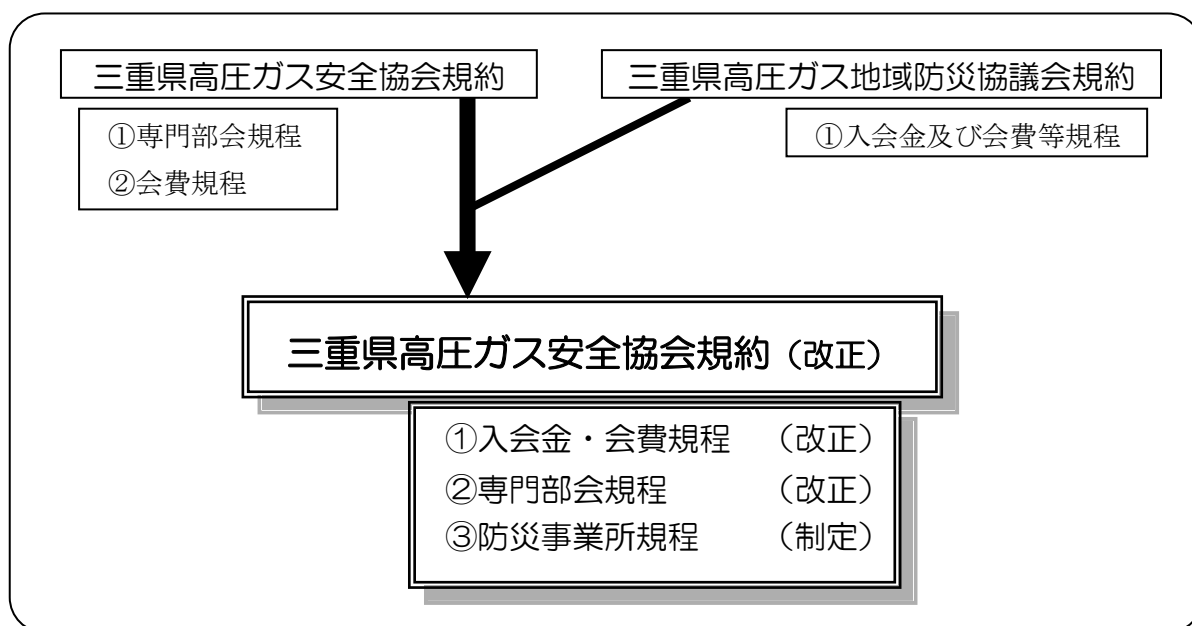 三重県高圧ガス安全協会規約
①専門部会規程
②会費規程
三重県高圧ガス地域防災協議会規約
①入会金及び会費等規程
三重県高圧ガス安全協会規約（改正）
①入会金・会費規程 （改正）
②専門部会規程 （改正）
③防災事業所規程 （制定）